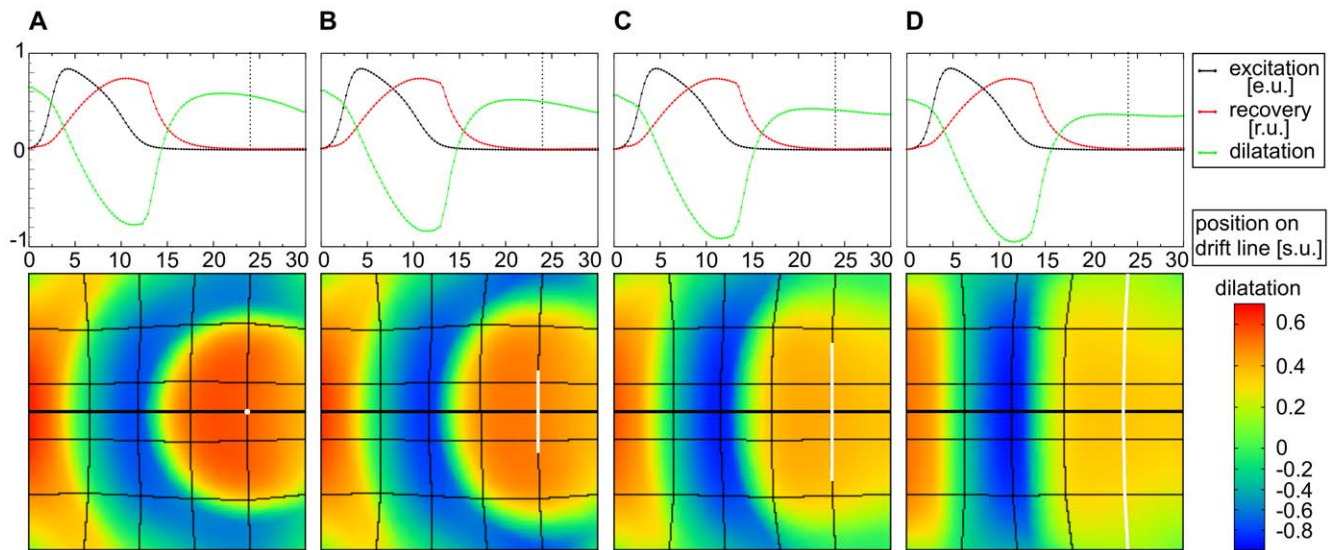 A B C D
1
0
-1
0 5 10 15 20 25 30
0 5 10 15 20 25 30
0 5 10 15 20 25 30
0 5 10 15 20 25 30
excitation
[e.u.]
recovery
[r.u.]
dilatation
position on
drift line [s.u.]
dilatation
0.6
0.4
0.2
0
-0.2
-0.4
-0.6
-0.8